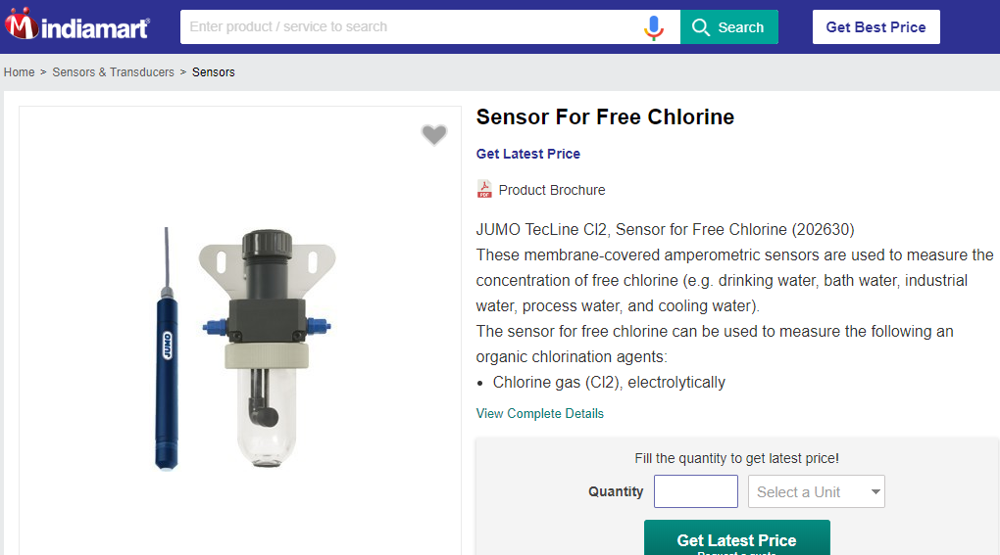 indiamart
Enter product / service to search
Search
Get Best Price
Home > Sensors & Transducers > Sensors
JUMO
Sensor For Free Chlorine
Get Latest Price
PDF
Product Brochure
JUMO TecLine Cl2, Sensor for Free Chlorine (202630)
These membrane-covered amperometric sensors are used to measure the
concentration of free chlorine (e.g. drinking water, bath water, industrial
water, process water, and cooling water).
The sensor for free chlorine can be used to measure the following an
organic chlorination agents:
• Chlorine gas (Cl2), electrolytically
View Complete Details
Fill the quantity to get latest price!
Quantity
Select a Unit
Get Latest Price
Request a quote